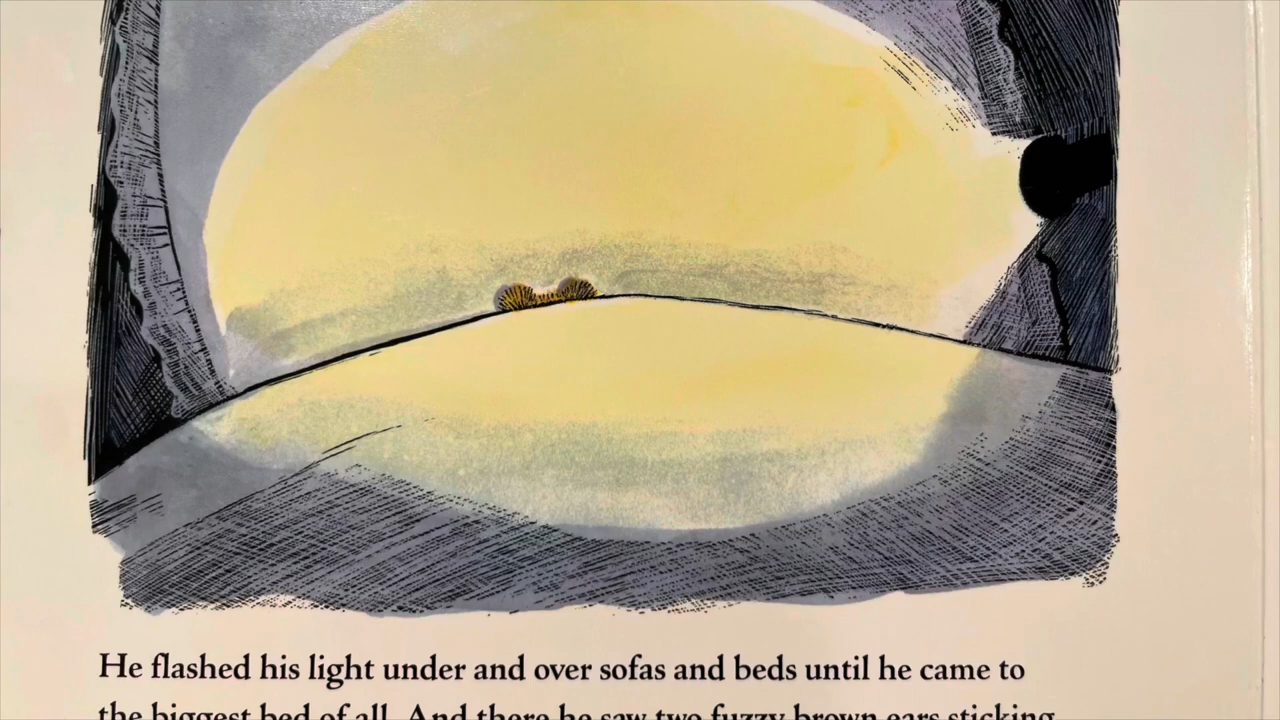 He flashed his light under and over sofas and beds until he came to
the biggest bed of all. And there he saw two fuzzy brown ears sticking